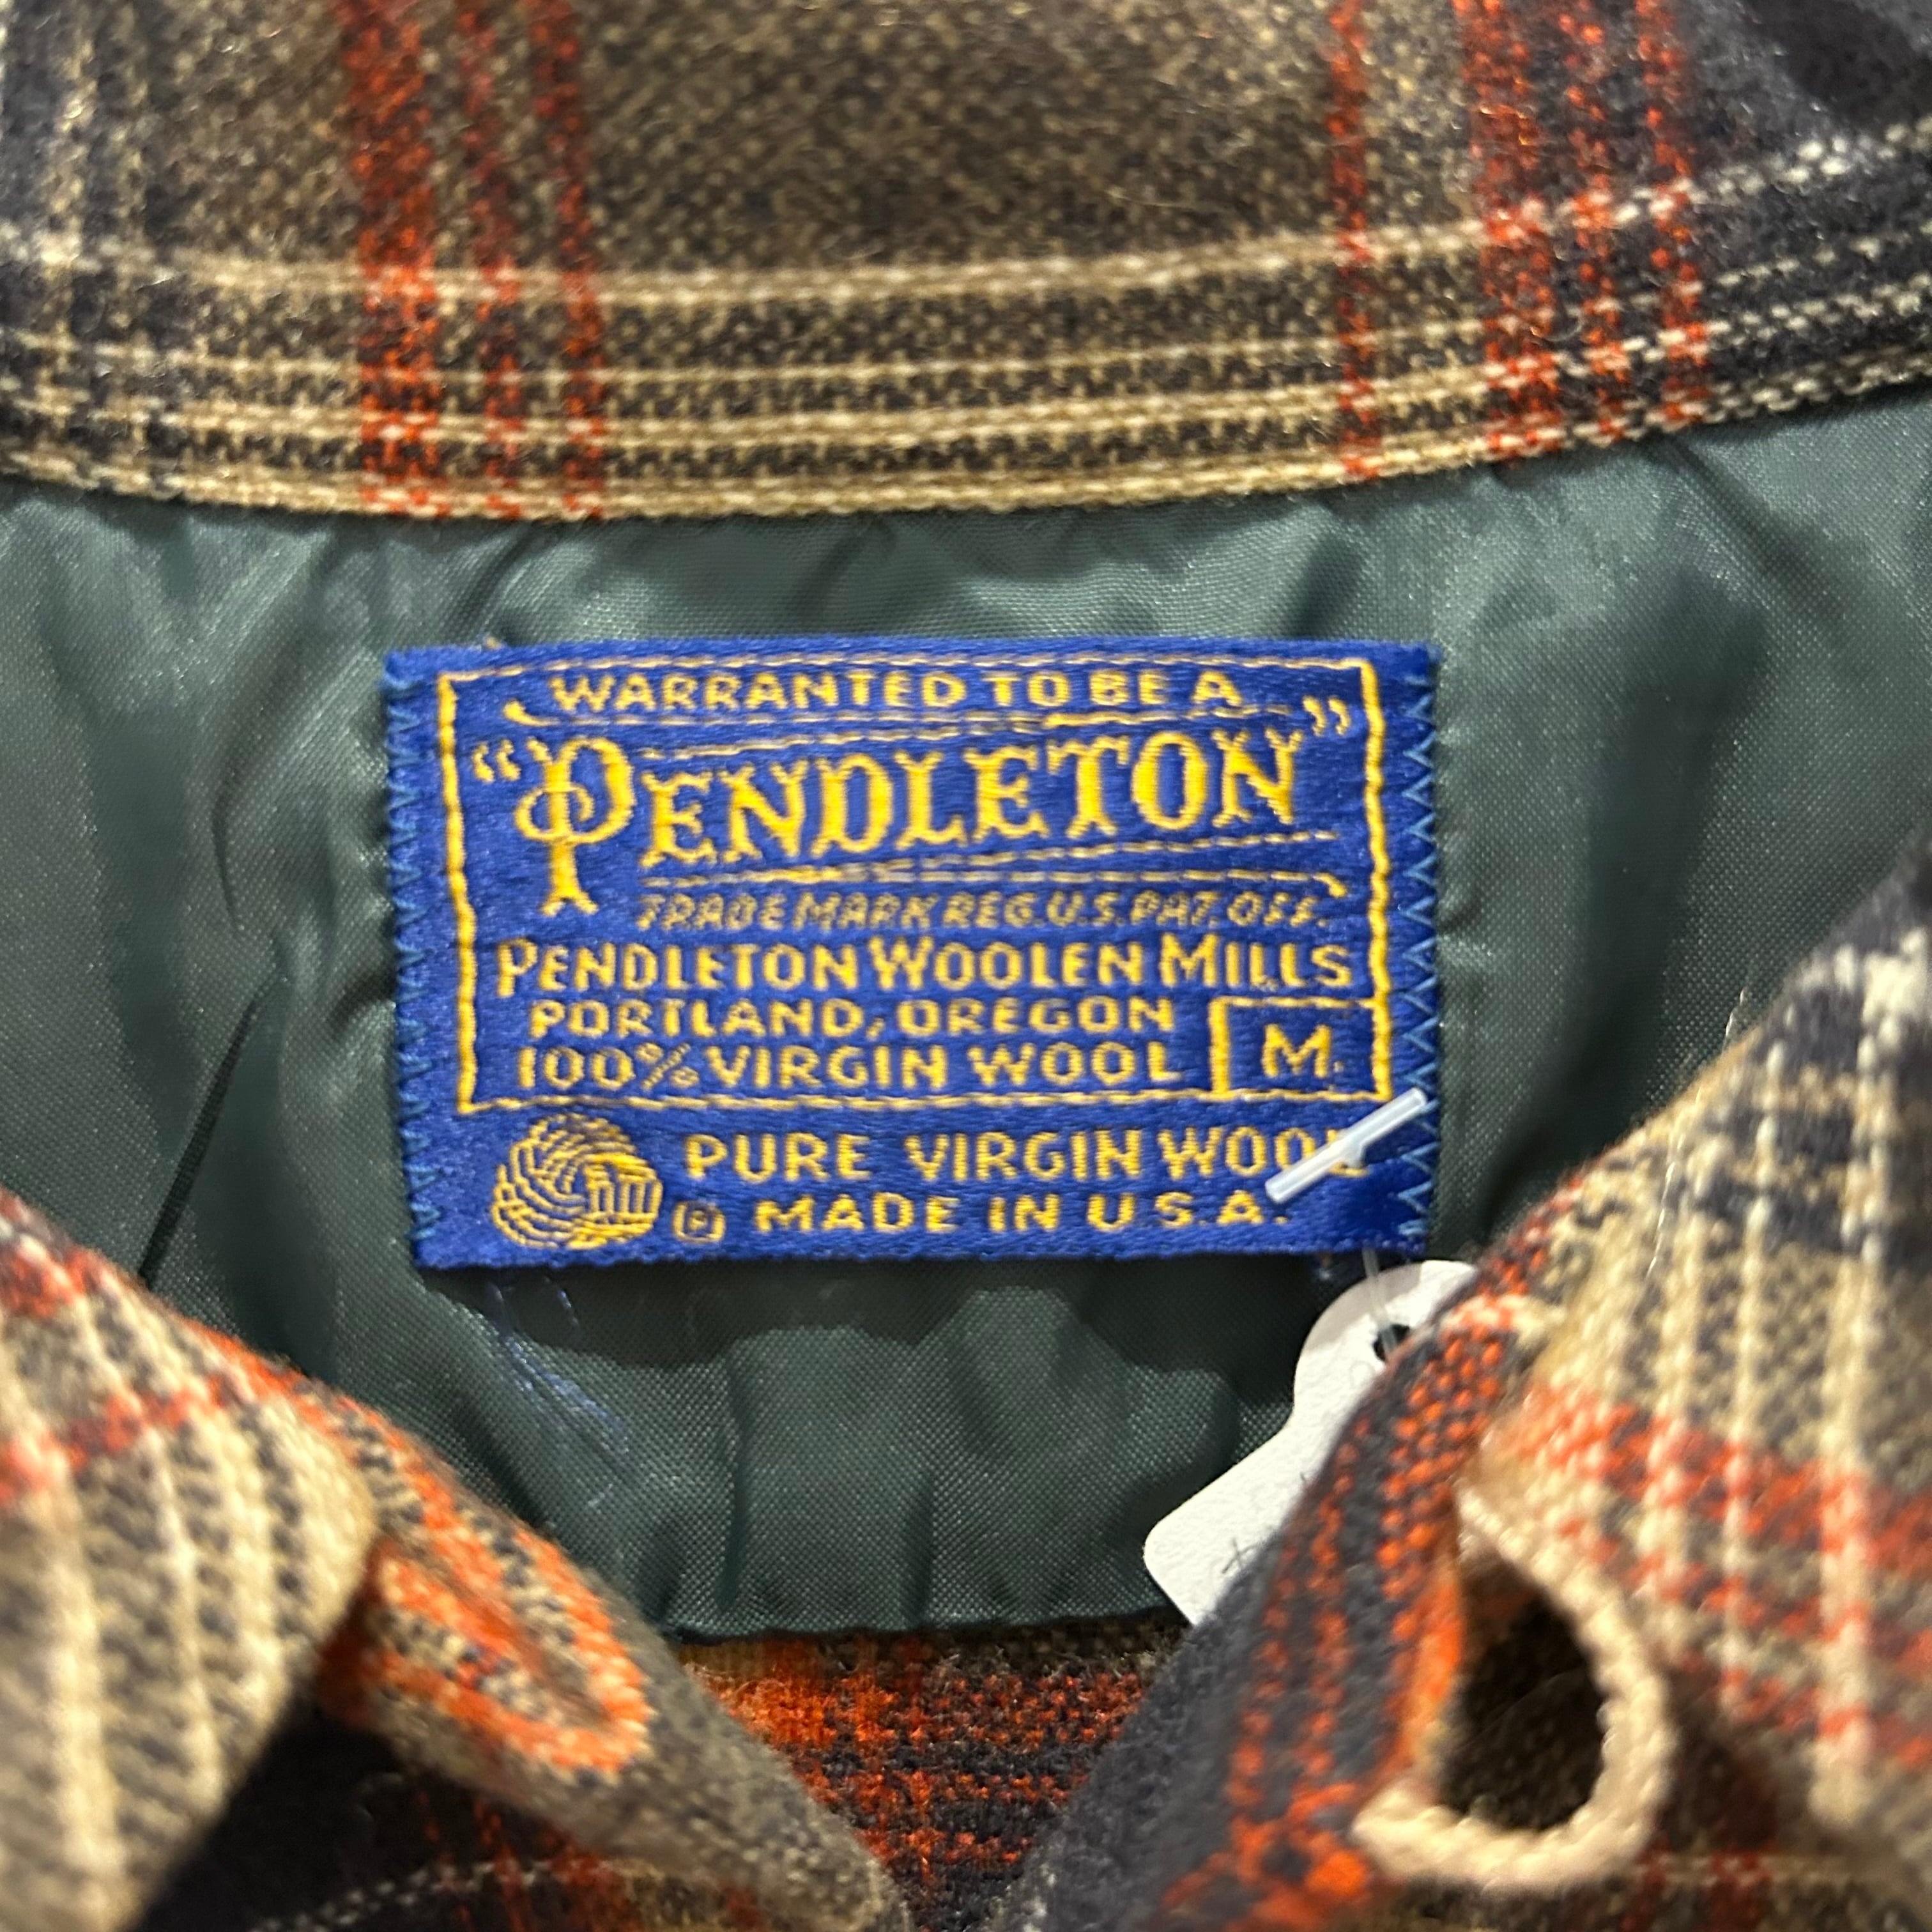 WARRANTED TO BE A
"PENDLETON"
TRADE MARK REG. U.S. PAT. OFF.
PENDLETON WOOLEN MILLS
PORTLAND, OREGON
100% VIRGIN WOOL
M.
PURE VIRGIN WOOL
® MADE IN U.S.A.